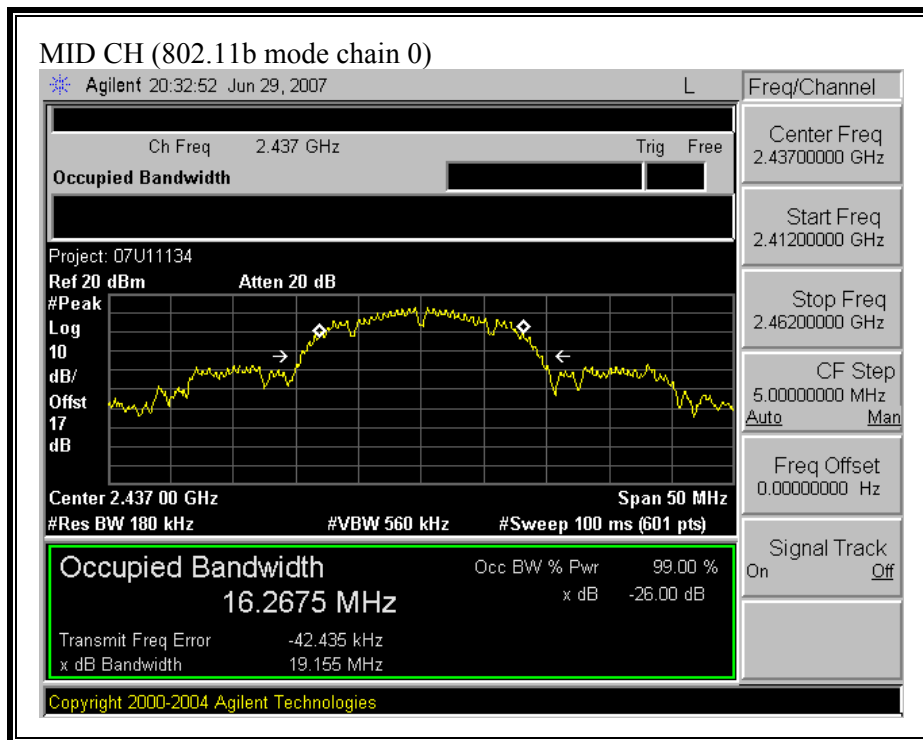 MID CH (802.11b mode chain 0)
Agilent 20:32:52 Jun 29, 2007 L
Freq/Channel
Ch Freq 2.437 GHz Trig Free
Occupied Bandwidth
Center Freq
2.43700000 GHz
Start Freq
2.41200000 GHz
Stop Freq
2.46200000 GHz
CF Step
5.00000000 MHz
Auto Man
Freq Offset
0.00000000 Hz
Signal Track
On Off
Project: 07U11134
Ref 20 dBm Atten 20 dB
#Peak
Log
10
dB/
Offst
17
dB
Center 2.437 00 GHz Span 50 MHz
#Res BW 180 kHz #VBW 560 kHz #Sweep 100 ms (601 pts)
Occupied Bandwidth Occ BW % Pwr 99.00 %
16.2675 MHz x dB -26.00 dB
Transmit Freq Error -42.435 kHz
x dB Bandwidth 19.155 MHz
Copyright 2000-2004 Agilent Technologies